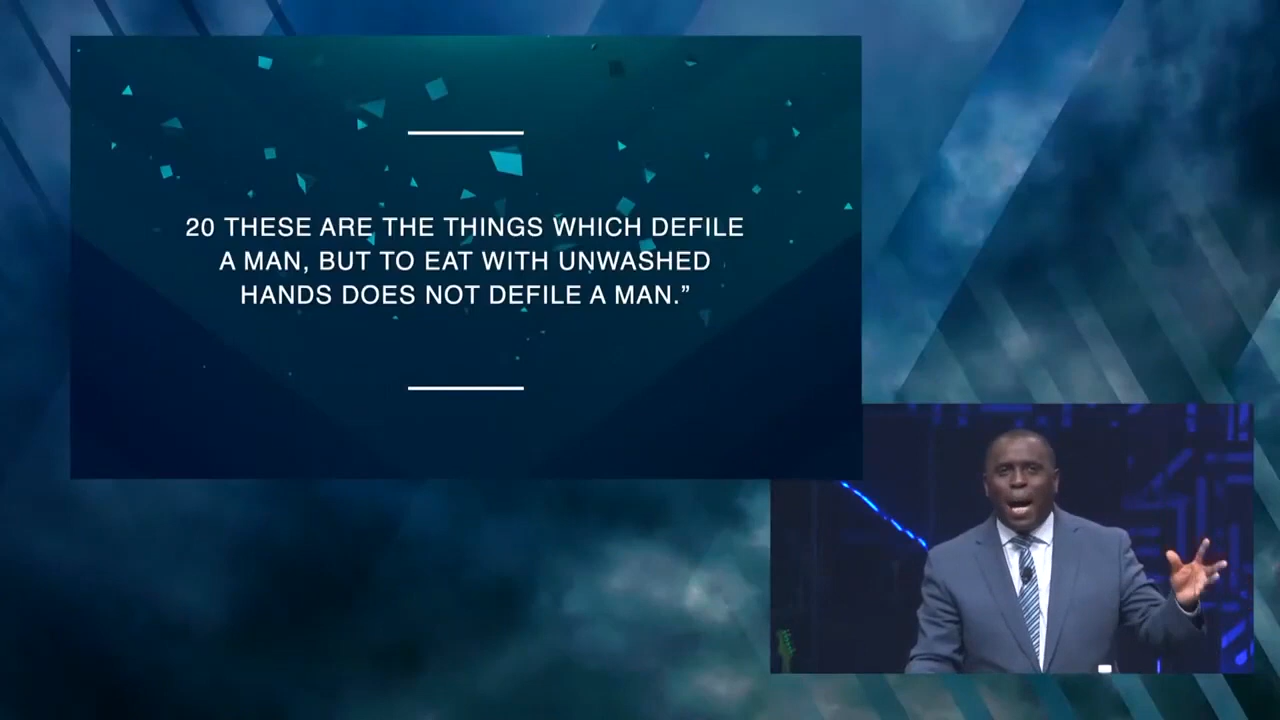 20 THESE ARE THE THINGS WHICH DEFILE
A MAN, BUT TO EAT WITH UNWASHED
HANDS DOES NOT DEFILE A MAN.”